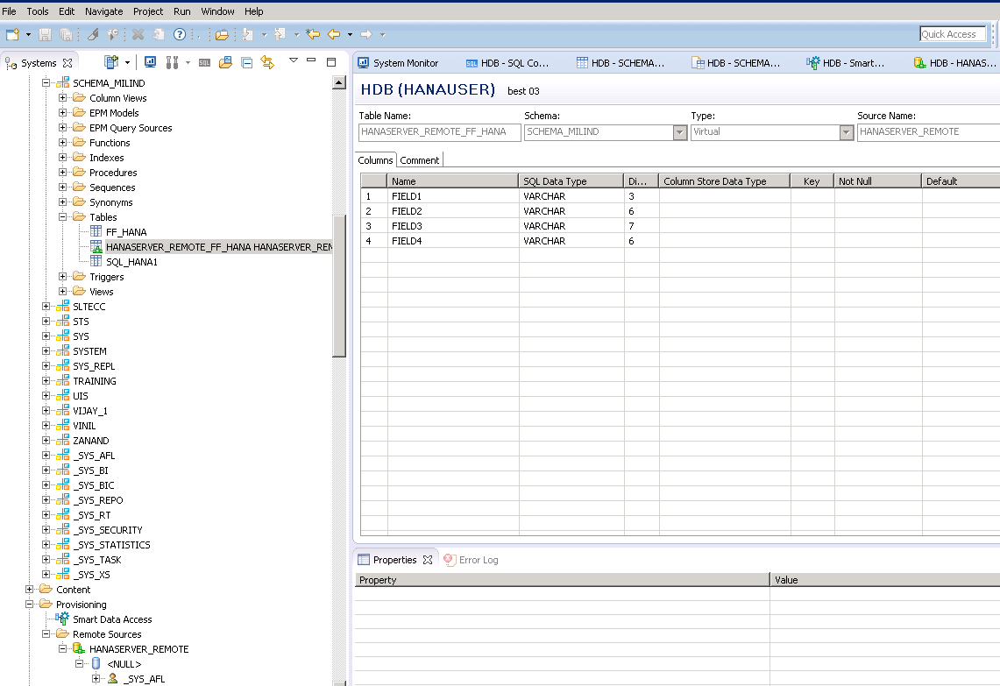 File Tools Edit Navigate Project Run Window Help
Quick Access
Systems
SCHEMA_MILIND
Column Views
EPM Models
EPM Query Sources
Functions
Indexes
Procedures
Sequences
Synonyms
Tables
FF_HANA
HANASERVER_REMOTE_FF_HANA HANASERVER_REM
SQL_HANA1
Triggers
Views
SLTECC
STS
SYS
SYSTEM
SYS_REPL
TRAINING
UIS
VIJAY_1
VINIL
ZANAND
_SYS_AFL
_SYS_BI
_SYS_BIC
_SYS_REPO
_SYS_RT
_SYS_SECURITY
_SYS_STATISTICS
_SYS_TASK
_SYS_XS
Content
Provisioning
Smart Data Access
Remote Sources
HANASERVER_REMOTE
<NULL>
_SYS_AFL
System Monitor SQL HDB - SQL Co... HDB - SCHEMA... HDB - SCHEMA... HDB - Smart... HDB - HANAS...
HDB (HANAUSER) best 03
Table Name: Schema: Type: Source Name:
HANASERVER_REMOTE_FF_HANA SCHEMA_MILIND Virtual HANASERVER_REMOTE
Columns Comment
Name SQL Data Type Di... Column Store Data Type Key Not Null Default
1 FIELD1 VARCHAR 3
2 FIELD2 VARCHAR 6
3 FIELD3 VARCHAR 7
4 FIELD4 VARCHAR 6
Properties Error Log
Property Value